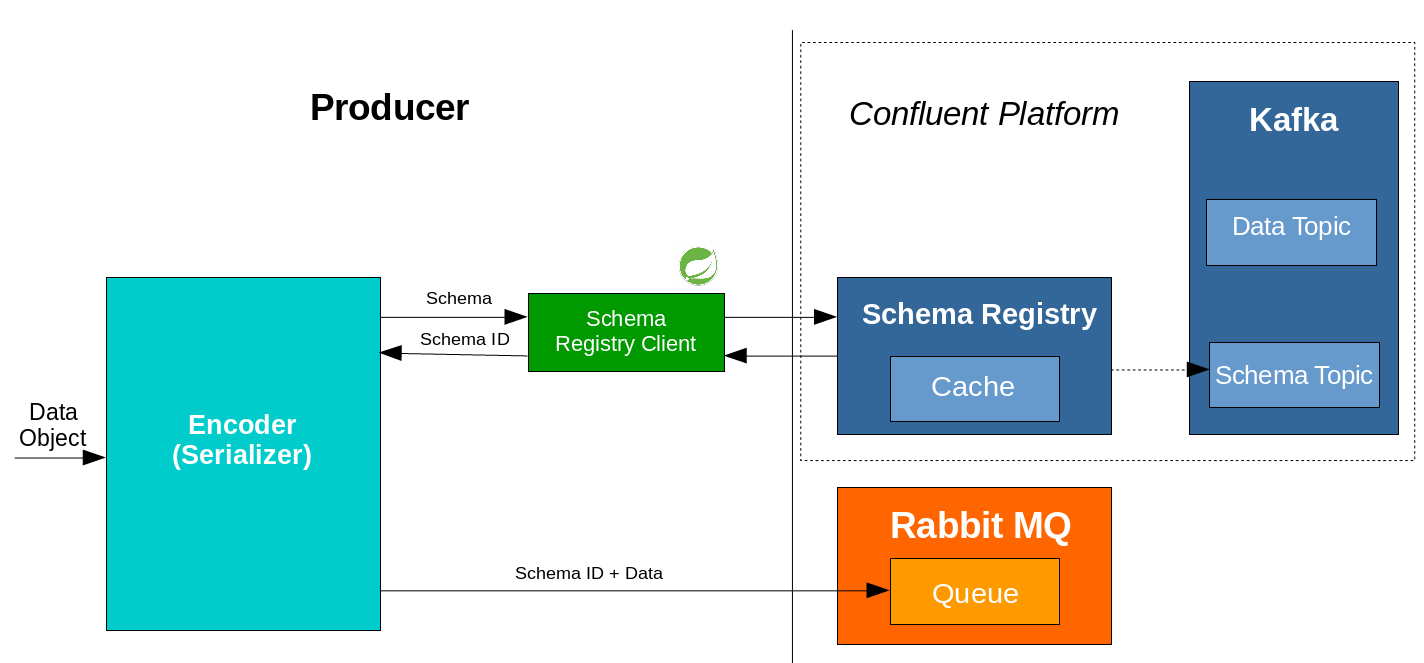 Producer
Confluent Platform
Kafka
Data Topic
Schema
Schema ID
Schema
Registry Client
Schema Registry
Cache
Schema Topic
Data
Object
Encoder
(Serializer)
Rabbit MQ
Schema ID + Data
Queue